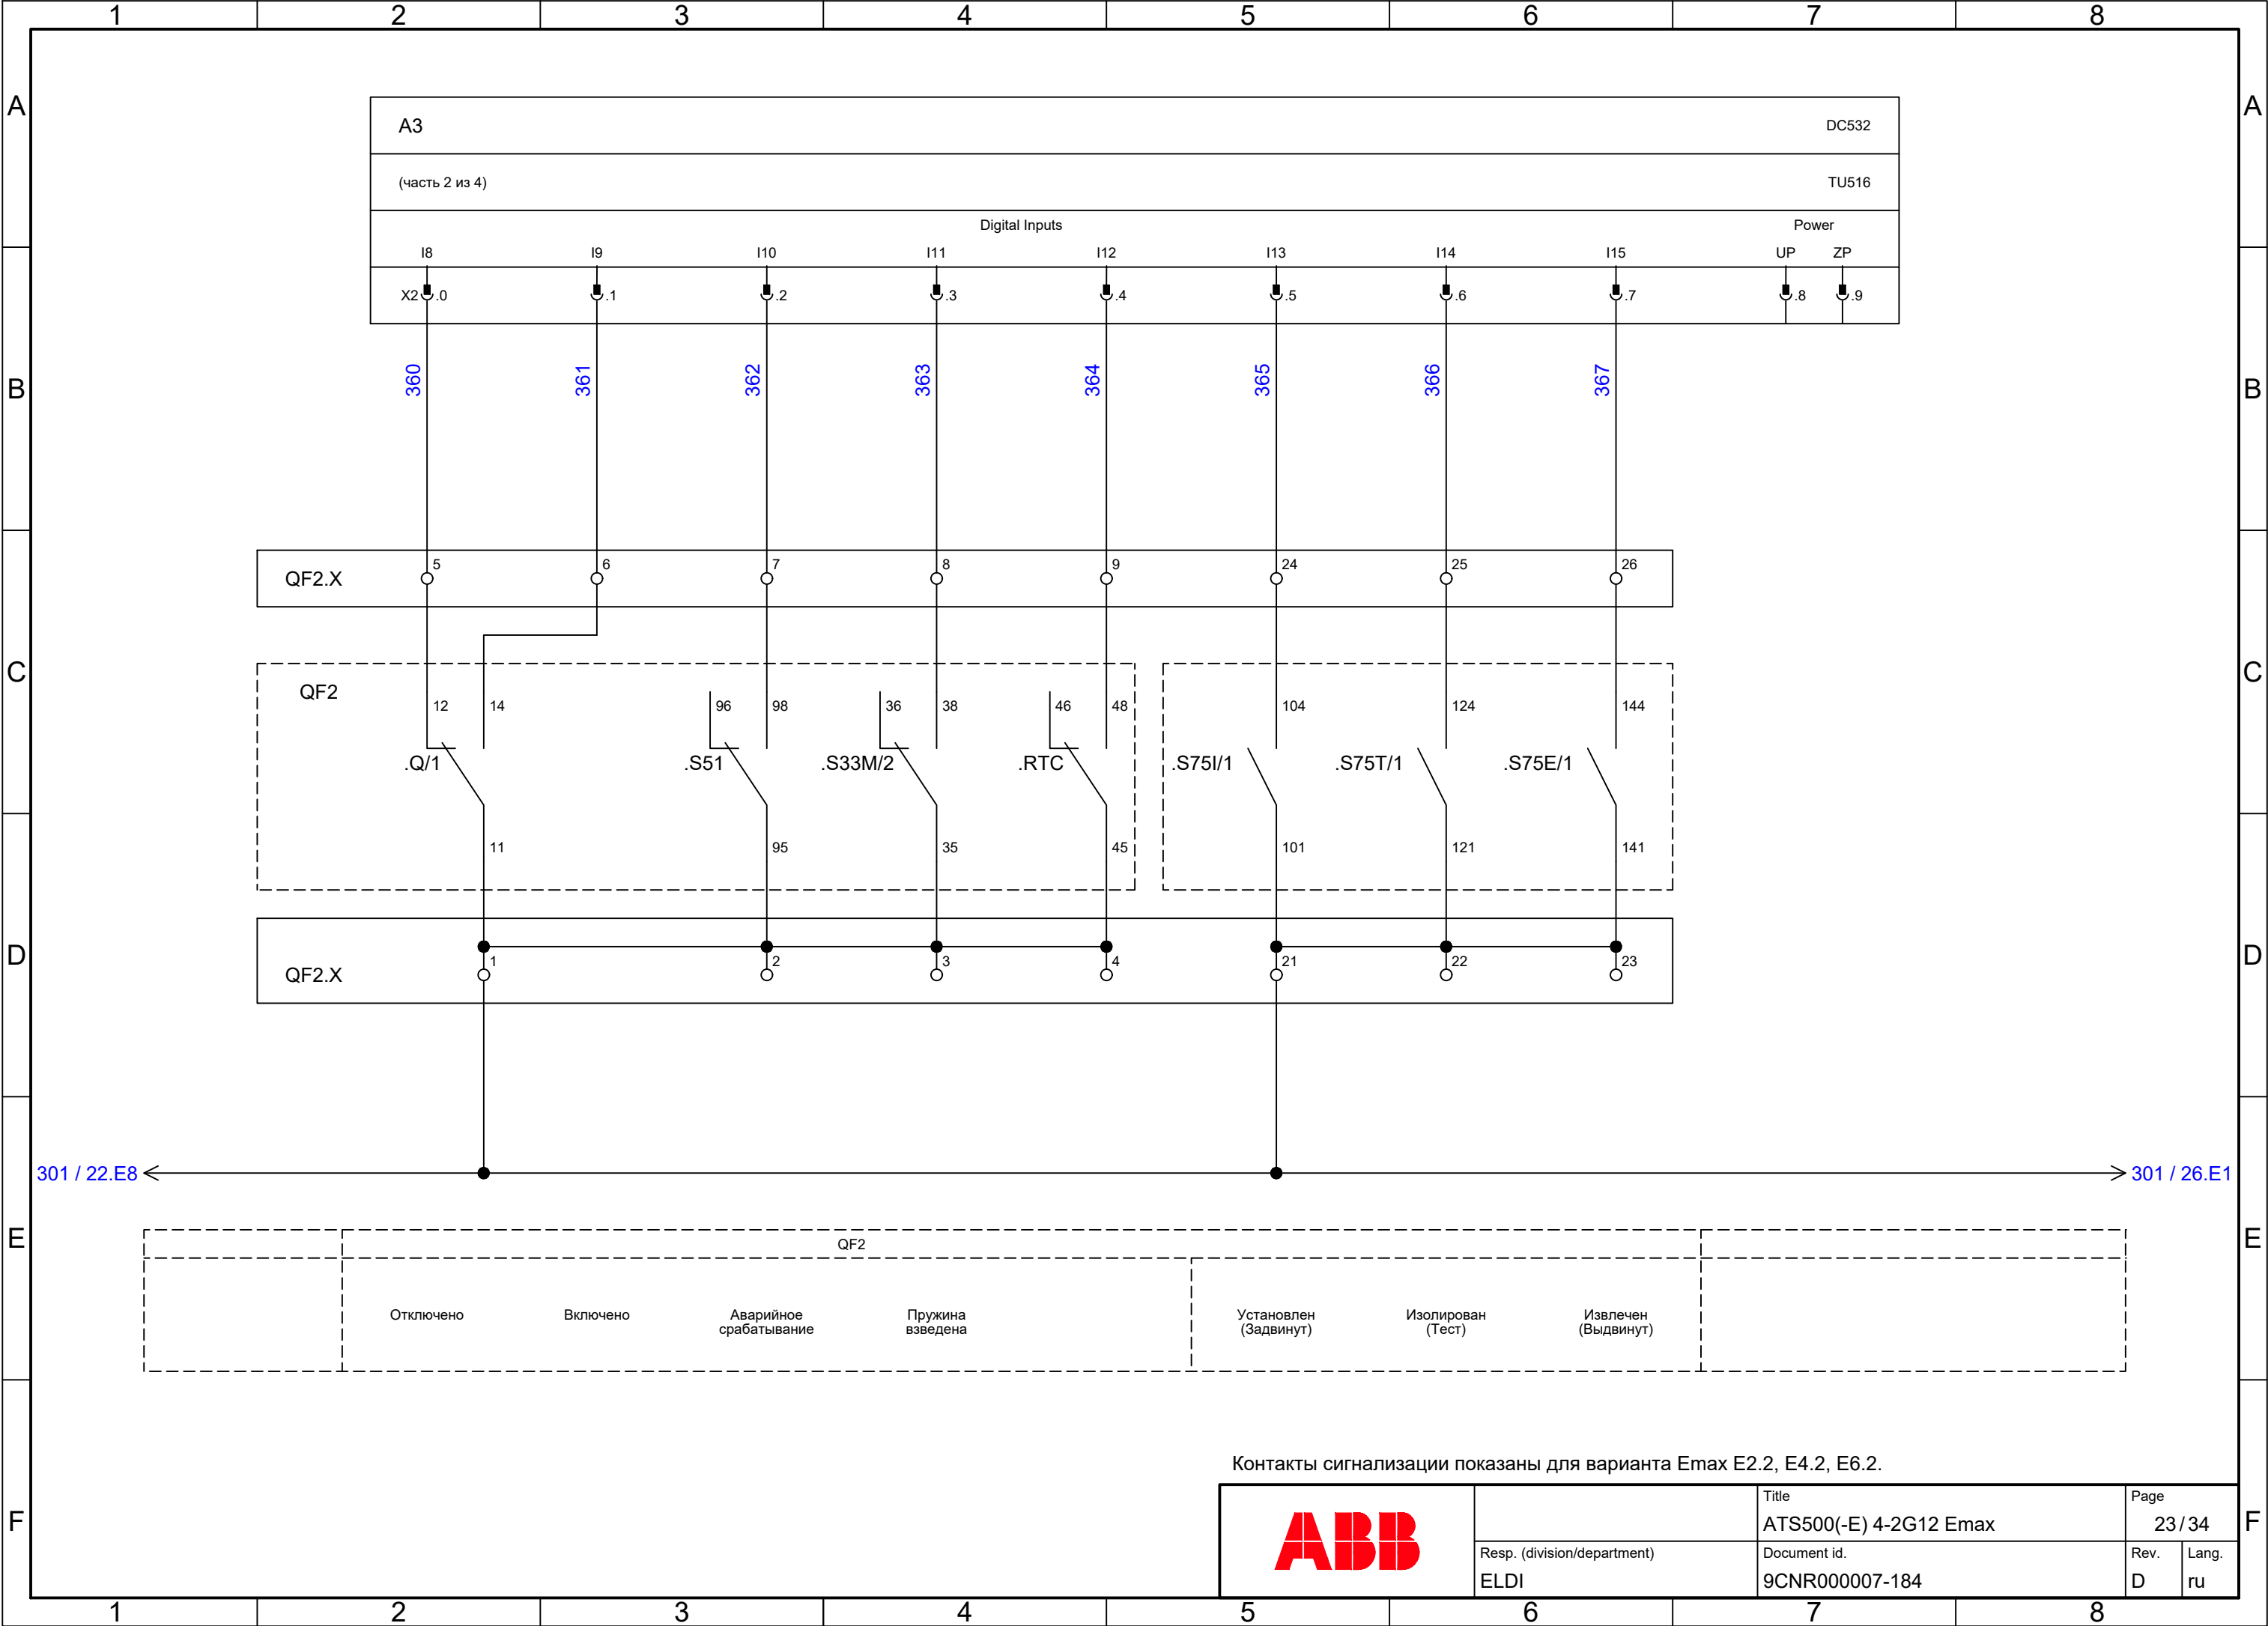 1 2 3 4 5 6 7 8
A A
A3 DC532
(часть 2 из 4) TU516
Digital Inputs Power
I8 I9 I10 I11 I12 I13 I14 I15 UP ZP
X2 .0 .1 .2 .3 .4 .5 .6 .7 .8 .9
B B
360 361 362 363 364 365 366 367
5 6 7 8 9 24 25 26
QF2.X
C C
QF2
12 14 96 98 36 38 46 48 104 124 144
.Q/1 .S51 .S33M/2 .RTC .S75I/1 .S75T/1 .S75E/1
11 95 35 45 101 121 141
D D
1 2 3 4 21 22 23
QF2.X
301 / 22.E8 301 / 26.E1
E E
QF2
Отключено Включено Аварийное Пружина Установлен Изолирован Извлечен
срабатывание взведена (Задвинут) (Тест) (Выдвинут)
Контакты сигнализации показаны для варианта Emax E2.2, E4.2, E6.2.
F F
ABB
Title Page
ATS500(-E) 4-2G12 Emax 23/34
Resp. (division/department) Document id. Rev. Lang.
ELDI 9CNR000007-184 D ru
1 2 3 4 5 6 7 8